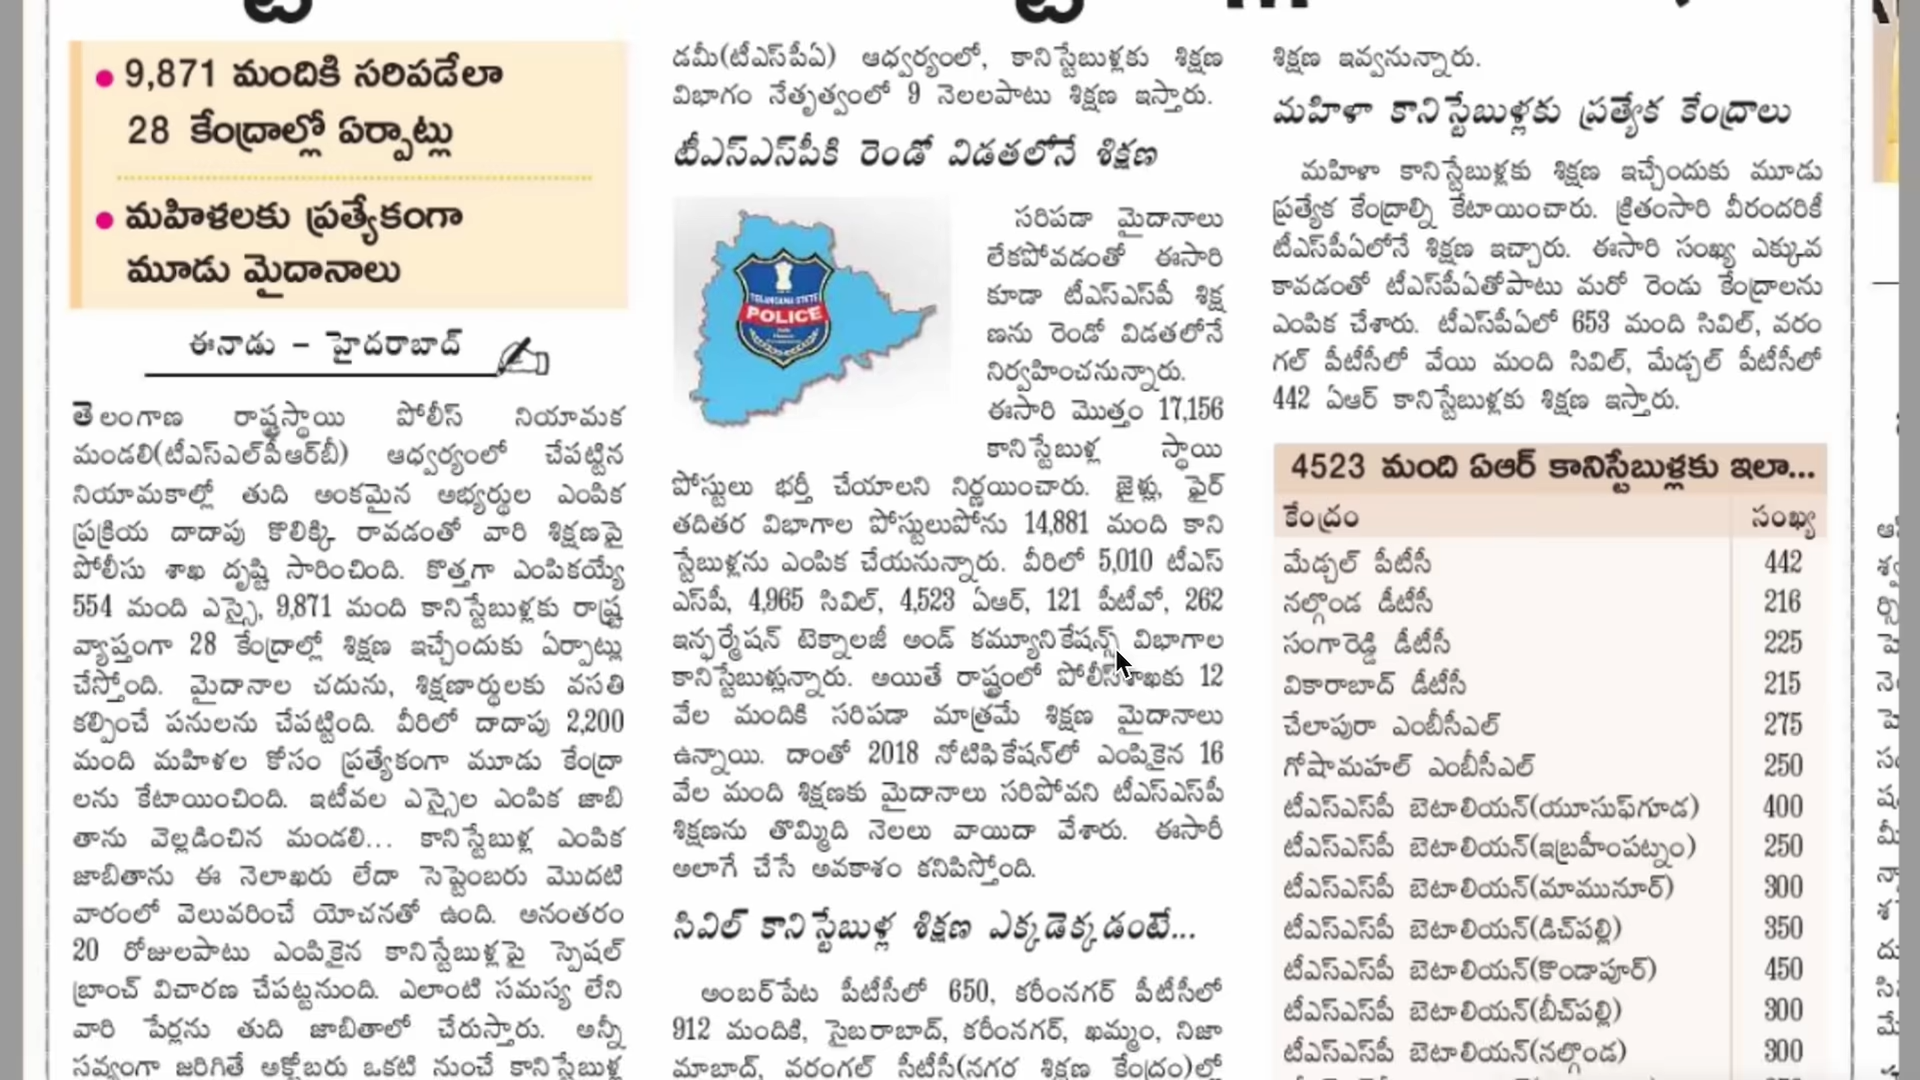 9,871 మందికి సరిపడేలా
28 కేంద్రాల్లో ఏర్పాట్లు
మహిళలకు ప్రత్యేకంగా
మూడు మైదానాలు
ఈనాడు - హైదరాబాద్
తెలంగాణ రాష్ట్రస్థాయి పోలీస్ నియామక
మండలి(టీఎస్ఎల్‌పీఆర్‌బీ) ఆధ్వర్యంలో చేపట్టిన
నియామకాల్లో తుది అంకమైన అభ్యర్థుల ఎంపిక
ప్రక్రియ దాదాపు కొలిక్కి రావడంతో వారి శిక్షణపై
పోలీసు శాఖ దృష్టి సారించింది. కొత్తగా ఎంపికయ్యే
554 మంది ఎస్సై, 9,871 మంది కానిస్టేబుళ్లకు రాష్ట్ర
వ్యాప్తంగా 28 కేంద్రాల్లో శిక్షణ ఇచ్చేందుకు ఏర్పాట్లు
చేస్తోంది. మైదానాల చదును, శిక్షణార్థులకు వసతి
కల్పించే పనులను చేపట్టింది. వీరిలో దాదాపు 2,200
మంది మహిళల కోసం ప్రత్యేకంగా మూడు కేంద్రా
లను కేటాయించింది. ఇటీవల ఎస్సైల ఎంపిక జాబి
తాను వెల్లడించిన మండలి... కానిస్టేబుళ్ల ఎంపిక
జాబితాను ఈ నెలాఖరు లేదా సెప్టెంబరు మొదటి
వారంలో వెలువరించే యోచనతో ఉంది. అనంతరం
20 రోజులపాటు ఎంపికైన కానిస్టేబుళ్లపై స్పెషల్
బ్రాంచ్ విచారణ చేపట్టనుంది. ఎలాంటి సమస్య లేని
వారి పేర్లను తుది జాబితాలో చేరుస్తారు. అన్నీ
సవ్యంగా జరిగితే అక్టోబరు ఒకటి నుంచే కానిస్టేబుళ్ల
డమీ(టీఎస్‌పీఏ) ఆధ్వర్యంలో, కానిస్టేబుళ్లకు శిక్షణ
విభాగం నేతృత్వంలో 9 నెలలపాటు శిక్షణ ఇస్తారు.
టీఎస్ఎస్‌పీకి రెండో విడతలోనే శిక్షణ
TELANGANA STATE
POLICE
సరిపడా మైదానాలు
లేకపోవడంతో ఈసారి
కూడా టీఎస్ఎస్‌పీ శిక్ష
ణను రెండో విడతలోనే
నిర్వహించనున్నారు.
ఈసారి మొత్తం 17,156
కానిస్టేబుళ్ల స్థాయి
పోస్టులు భర్తీ చేయాలని నిర్ణయించారు. జైళ్లు, ఫైర్
తదితర విభాగాల పోస్టులుపోను 14,881 మంది కాని
స్టేబుళ్లను ఎంపిక చేయనున్నారు. వీరిలో 5,010 టీఎస్
ఎస్‌పీ, 4,965 సివిల్, 4,523 ఏఆర్, 121 పీటీవో, 262
ఇన్ఫర్మేషన్ టెక్నాలజీ అండ్ కమ్యూనికేషన్స్ విభాగాల
కానిస్టేబుళ్లున్నారు. అయితే రాష్ట్రంలో పోలీస్‌శాఖకు 12
వేల మందికి సరిపడా మాత్రమే శిక్షణ మైదానాలు
ఉన్నాయి. దాంతో 2018 నోటిఫికేషన్‌లో ఎంపికైన 16
వేల మంది శిక్షణకు మైదానాలు సరిపోవని టీఎస్ఎస్‌పీ
శిక్షణను తొమ్మిది నెలలు వాయిదా వేశారు. ఈసారీ
అలాగే చేసే అవకాశం కనిపిస్తోంది.
సివిల్ కానిస్టేబుళ్ల శిక్షణ ఎక్కడెక్కడంటే...
అంబర్‌పేట పీటీసీలో 650, కరీంనగర్ పీటీసీలో
912 మందికి, సైబరాబాద్, కరీంనగర్, ఖమ్మం, నిజా
మాబాద్, వరంగల్ సీటీసీ(నగర శిక్షణ కేంద్రం)ల్లో
శిక్షణ ఇవ్వనున్నారు.
మహిళా కానిస్టేబుళ్లకు ప్రత్యేక కేంద్రాలు
మహిళా కానిస్టేబుళ్లకు శిక్షణ ఇచ్చేందుకు మూడు
ప్రత్యేక కేంద్రాల్ని కేటాయించారు. క్రితంసారి వీరందరికీ
టీఎస్‌పీఏలోనే శిక్షణ ఇచ్చారు. ఈసారి సంఖ్య ఎక్కువ
కావడంతో టీఎస్‌పీఏతోపాటు మరో రెండు కేంద్రాలను
ఎంపిక చేశారు. టీఎస్‌పీఏలో 653 మంది సివిల్, వరం
గల్ పీటీసీలో వేయి మంది సివిల్, మేడ్చల్ పీటీసీలో
442 ఏఆర్ కానిస్టేబుళ్లకు శిక్షణ ఇస్తారు.
4523 మంది ఏఆర్ కానిస్టేబుళ్లకు ఇలా...
కేంద్రం సంఖ్య
మేడ్చల్ పీటీసీ 442
నల్గొండ డీటీసీ 216
సంగారెడ్డి డీటీసీ 225
వికారాబాద్ డీటీసీ 215
చేలాపురా ఎంబీసీఎల్ 275
గోషామహల్ ఎంబీసీఎల్ 250
టీఎస్ఎస్‌పీ బెటాలియన్(యూసుఫ్‌గూడ) 400
టీఎస్ఎస్‌పీ బెటాలియన్(ఇబ్రహీంపట్నం) 250
టీఎస్ఎస్‌పీ బెటాలియన్(మామునూర్) 300
టీఎస్ఎస్‌పీ బెటాలియన్(డిచ్‌పల్లి) 350
టీఎస్ఎస్‌పీ బెటాలియన్(కొండాపూర్) 450
టీఎస్ఎస్‌పీ బెటాలియన్(బీచ్‌పల్లి) 300
టీఎస్ఎస్‌పీ బెటాలియన్(నల్గొండ) 300